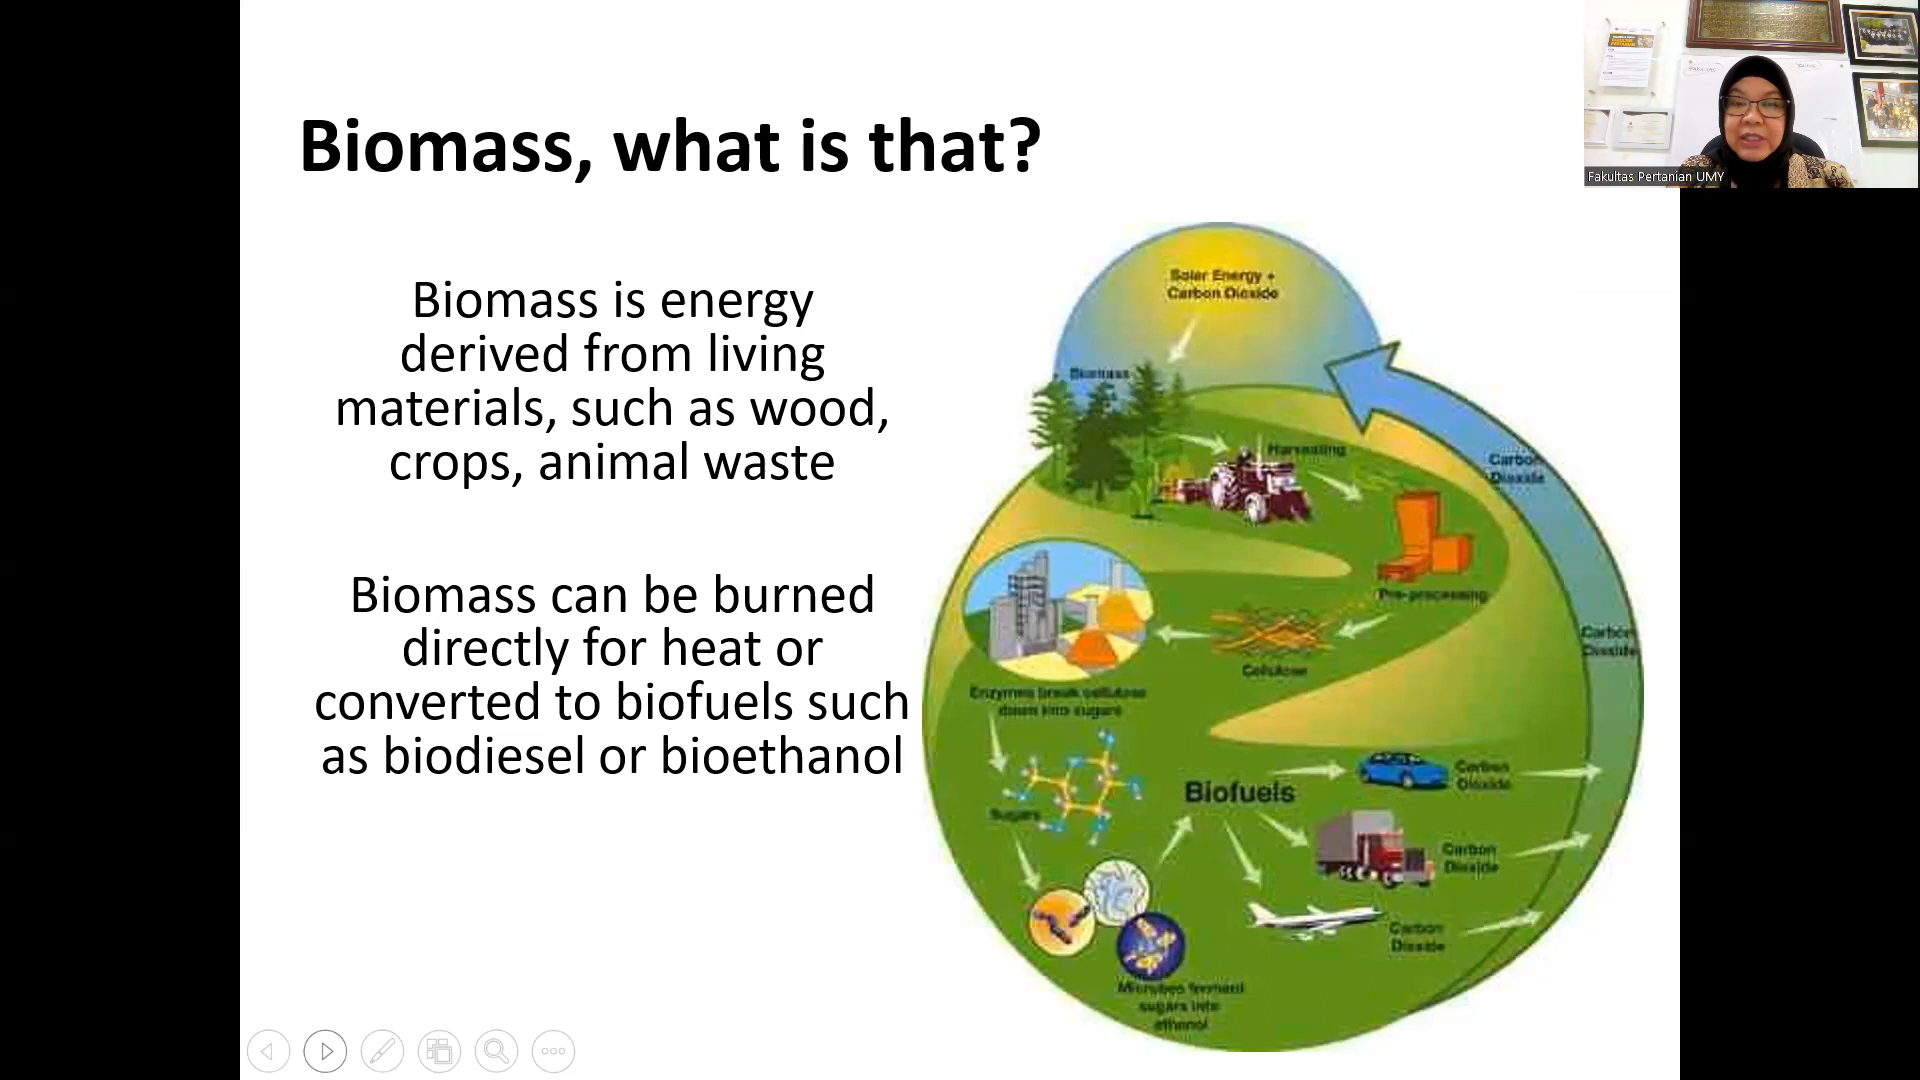 Biomass, what is that?
Fakultas Pertanian UMY
Biomass is energy
derived from living
materials, such as wood,
crops, animal waste
Biomass can be burned
directly for heat or
converted to biofuels such
as biodiesel or bioethanol
Solar Energy +
Carbon Dioxide
Biomass
Harvesting
Carbon
Dioxide
Pre-processing
Carbon
Dioxide
Cellulose
Enzymes break cellulose
down into sugars
Sugars
Biofuels
Carbon
Dioxide
Carbon
Dioxide
Carbon
Dioxide
Microbes ferment
sugars into
ethanol